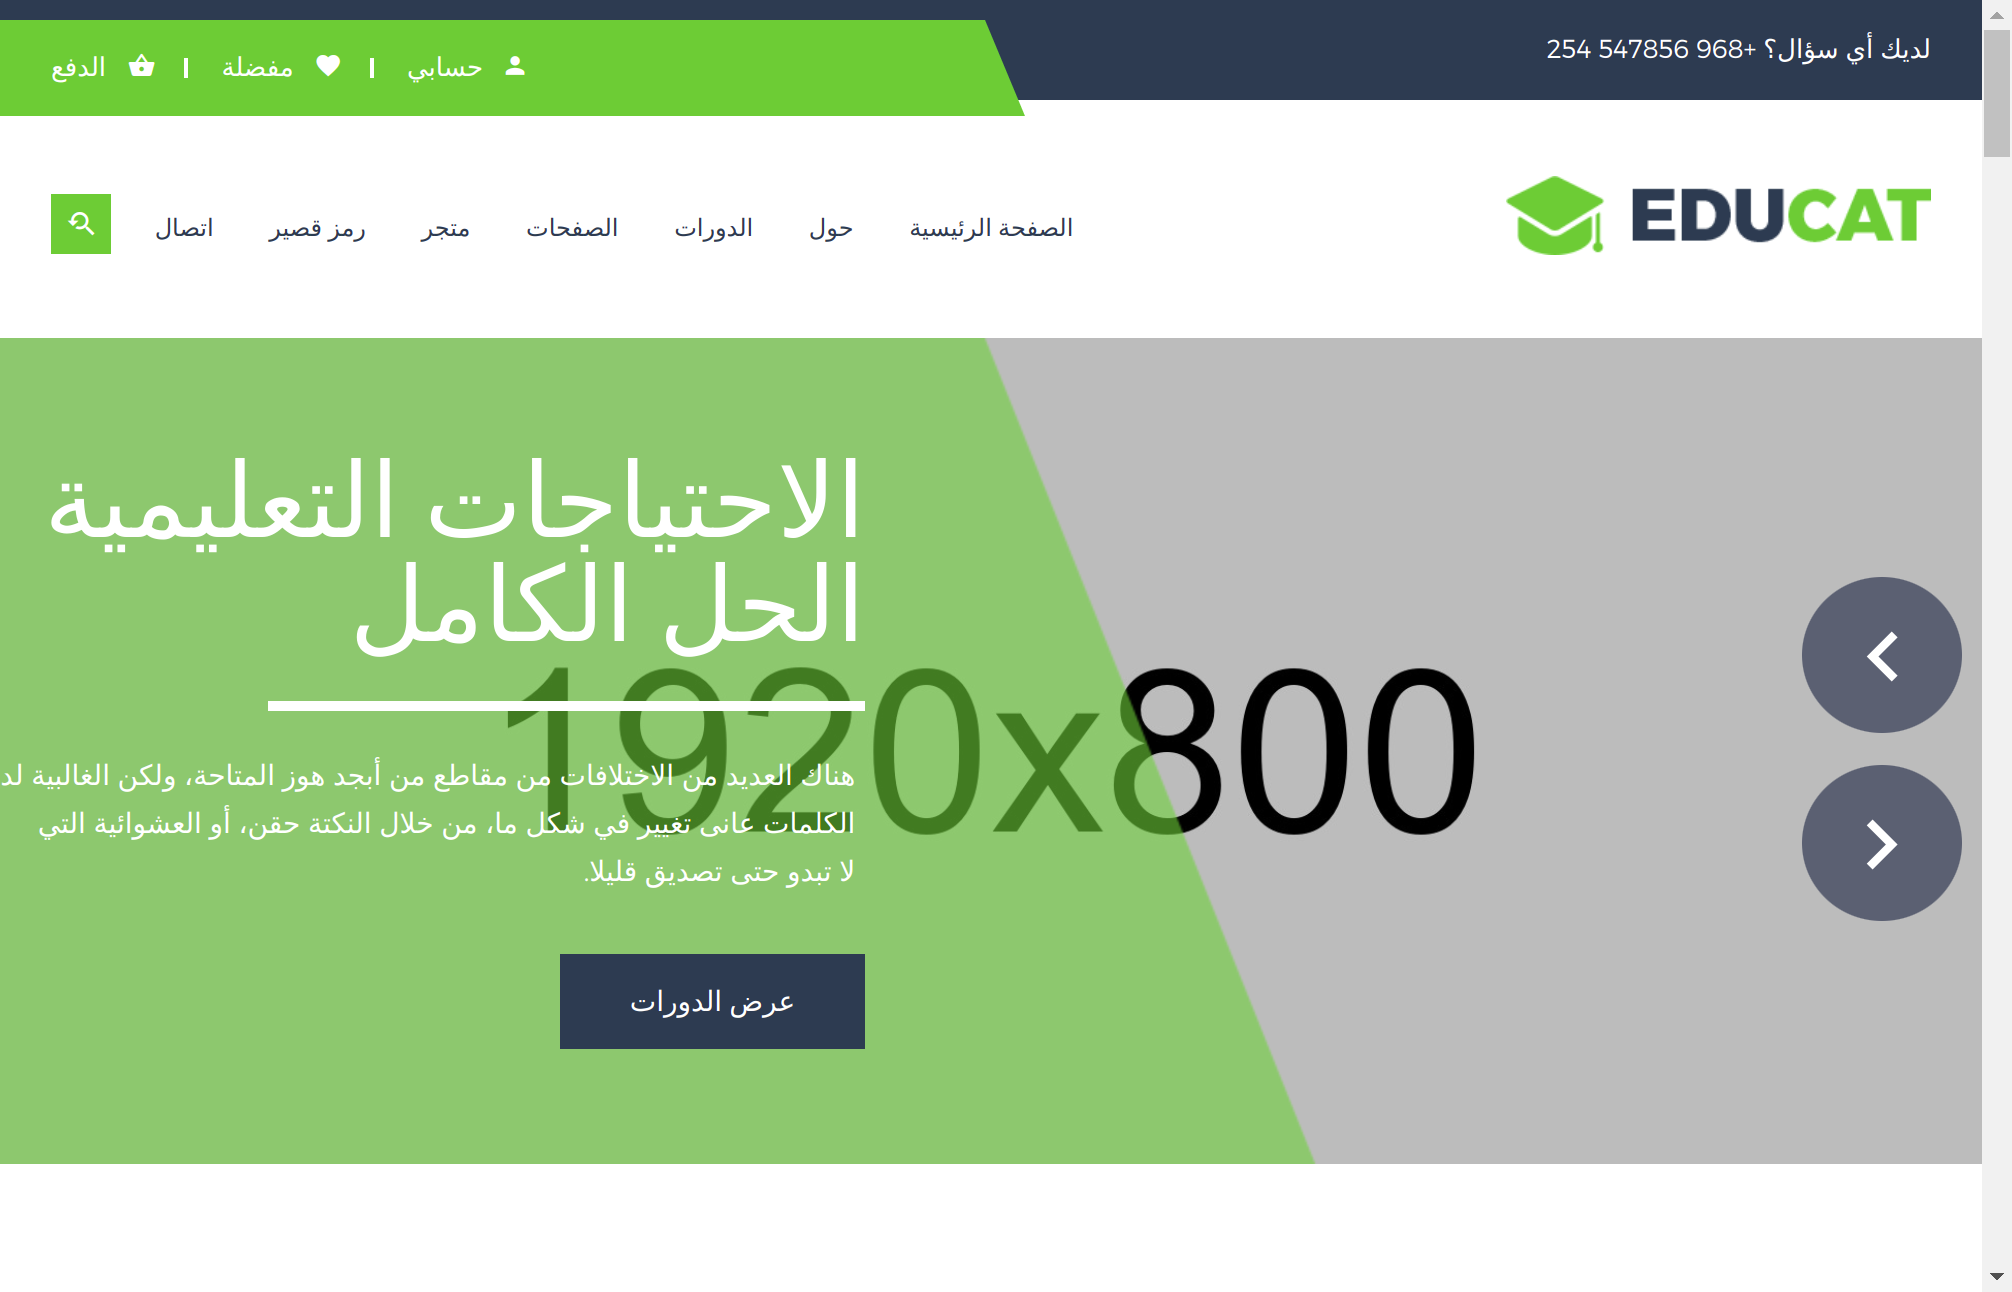 لديك أي سؤال؟ +968 547856 254
حسابي
مفضلة
الدفع
EDUCAT
الصفحة الرئيسية
حول
الدورات
الصفحات
متجر
رمز قصير
اتصال
الاحتياجات التعليمية
الحل الكامل
1920x800
هناك العديد من الاختلافات من مقاطع من أبجد هوز المتاحة، ولكن الغالبية لد
الكلمات عانى تغيير في شكل ما، من خلال النكتة حقن، أو العشوائية التي
لا تبدو حتى تصديق قليلا.
عرض الدورات